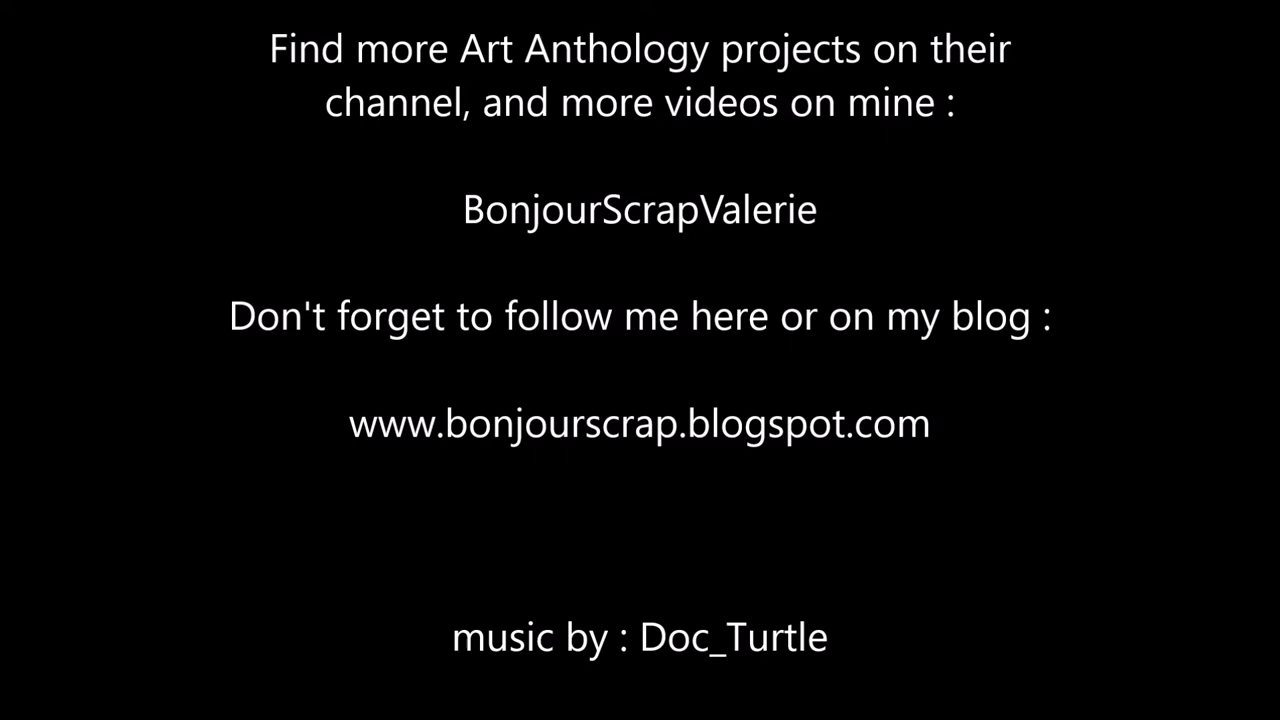 Find more Art Anthology projects on their
channel, and more videos on mine :
BonjourScrapValerie
Don't forget to follow me here or on my blog :
www.bonjourscrap.blogspot.com
music by : Doc_Turtle